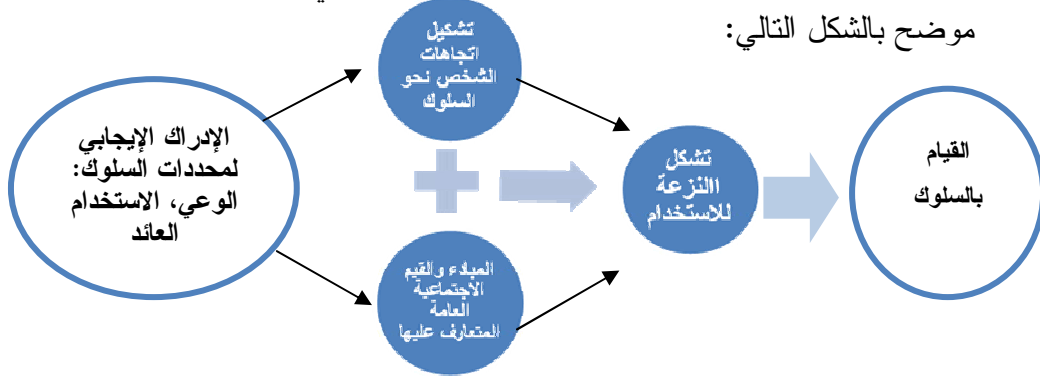 موضح بالشكل التالي:
تشكيل
اتجاهات
الشخص نحو
السلوك
الإدراك الإيجابي
لمحددات السلوك:
الوعي، الاستخدام
العائد
تشكل
االنزعة
للاستخدام
القيام
بالسلوك
المبادء والقيم
الاجتماعية
العامة
المتعارف عليها